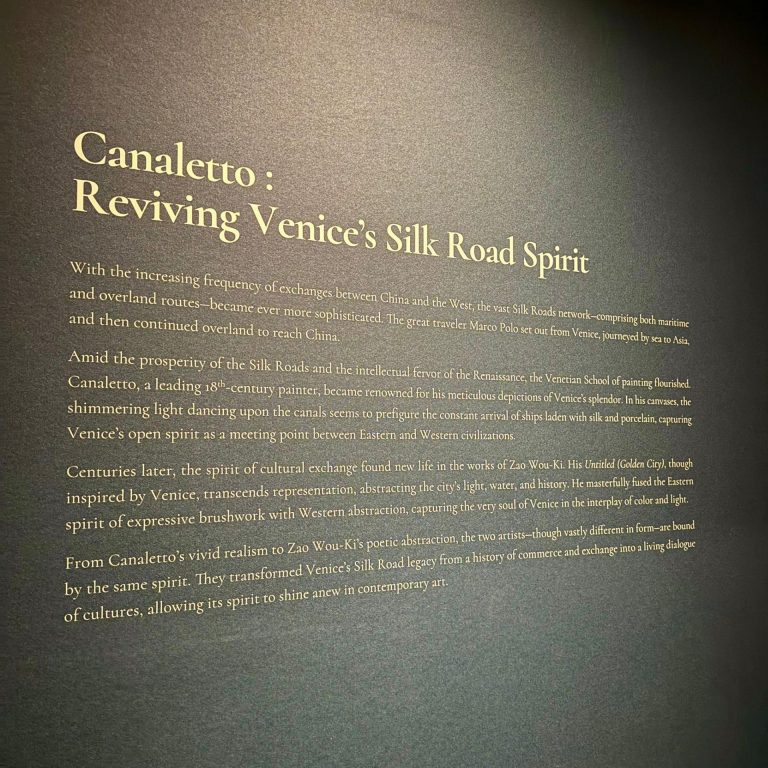 Canaletto :
Reviving Venice's Silk Road Spirit
With the increasing frequency of exchanges between China and the West, the vast Silk Roads network—comprising both maritime
and overland routes—became ever more sophisticated. The great traveler Marco Polo set out from Venice, journeyed by sea to Asia,
and then continued overland to reach China.
Amid the prosperity of the Silk Roads and the intellectual fervor of the Renaissance, the Venetian School of painting flourished.
Canaletto, a leading 18th-century painter, became renowned for his meticulous depictions of Venice's splendor. In his canvases, the
shimmering light dancing upon the canals seems to prefigure the constant arrival of ships laden with silk and porcelain, capturing
Venice's open spirit as a meeting point between Eastern and Western civilizations.
Centuries later, the spirit of cultural exchange found new life in the works of Zao Wou-Ki. His Untitled (Golden City), though
inspired by Venice, transcends representation, abstracting the city's light, water, and history. He masterfully fused the Eastern
spirit of expressive brushwork with Western abstraction, capturing the very soul of Venice in the interplay of color and light.
From Canaletto's vivid realism to Zao Wou-Ki's poetic abstraction, the two artists—though vastly different in form—are bound
by the same spirit. They transformed Venice's Silk Road legacy from a history of commerce and exchange into a living dialogue
of cultures, allowing its spirit to shine anew in contemporary art.